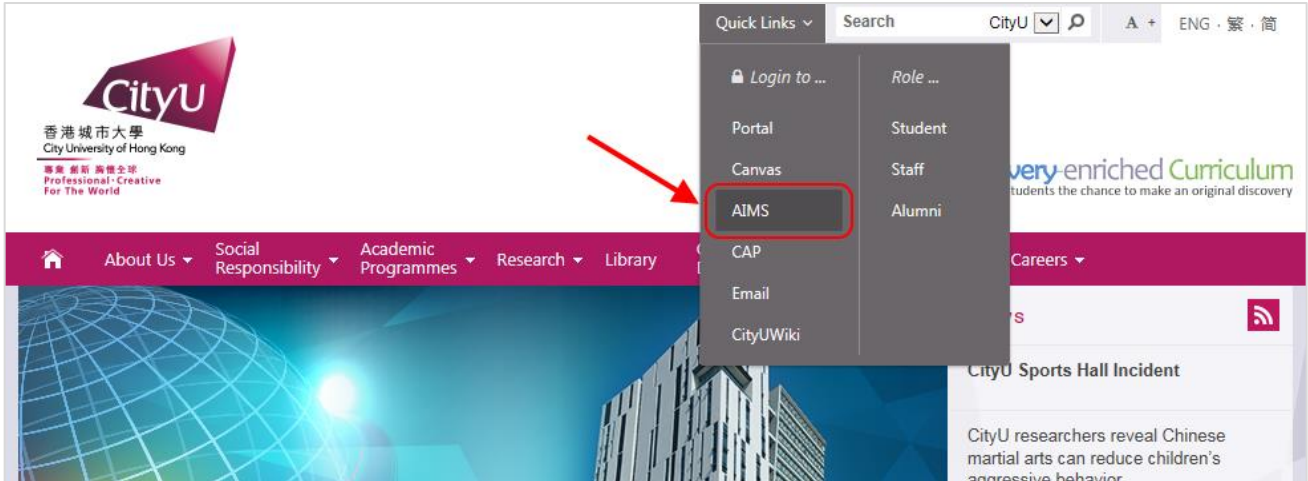 Quick Links
Search
CityU
A +
ENG · 繁 · 简
CityU
香港城市大學
City University of Hong Kong
專業 創新 胸懷全球
Professional·Creative
For The World
Login to ...
Portal
Canvas
AIMS
CAP
Email
CityUWiki
Role ...
Student
Staff
Alumni
very-enriched Curriculum
tudents the chance to make an original discovery
About Us
Social
Responsibility
Academic
Programmes
Research
Library
Careers
s
CityU Sports Hall Incident
CityU researchers reveal Chinese
martial arts can reduce children's
aggressive behavior